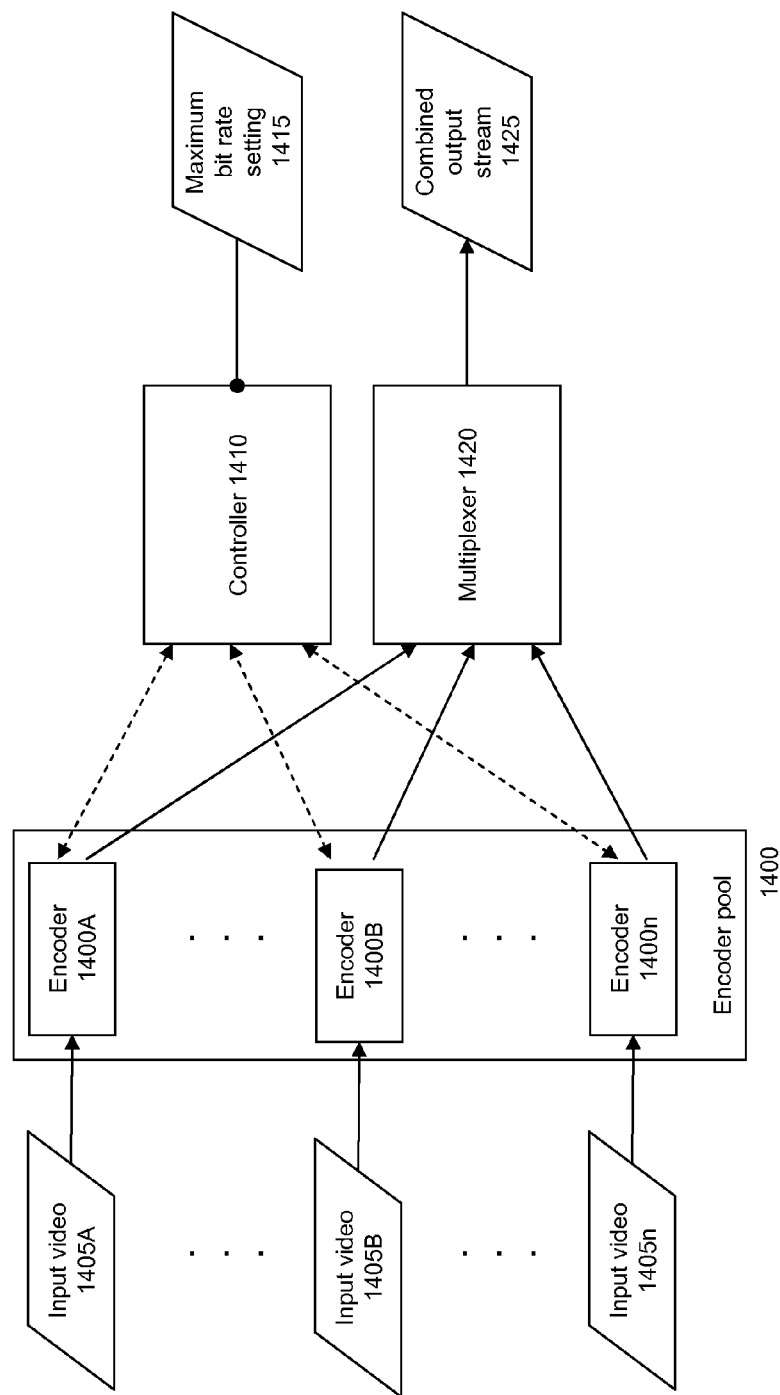 Input video
1405A
. . .
Input video
1405B
. . .
Input video
1405n
Encoder
1400A
. . .
Encoder
1400B
. . .
Encoder
1400n
Encoder pool
1400
Controller 1410
Multiplexer 1420
Maximum
bit rate
setting
1415
Combined
output
stream
1425